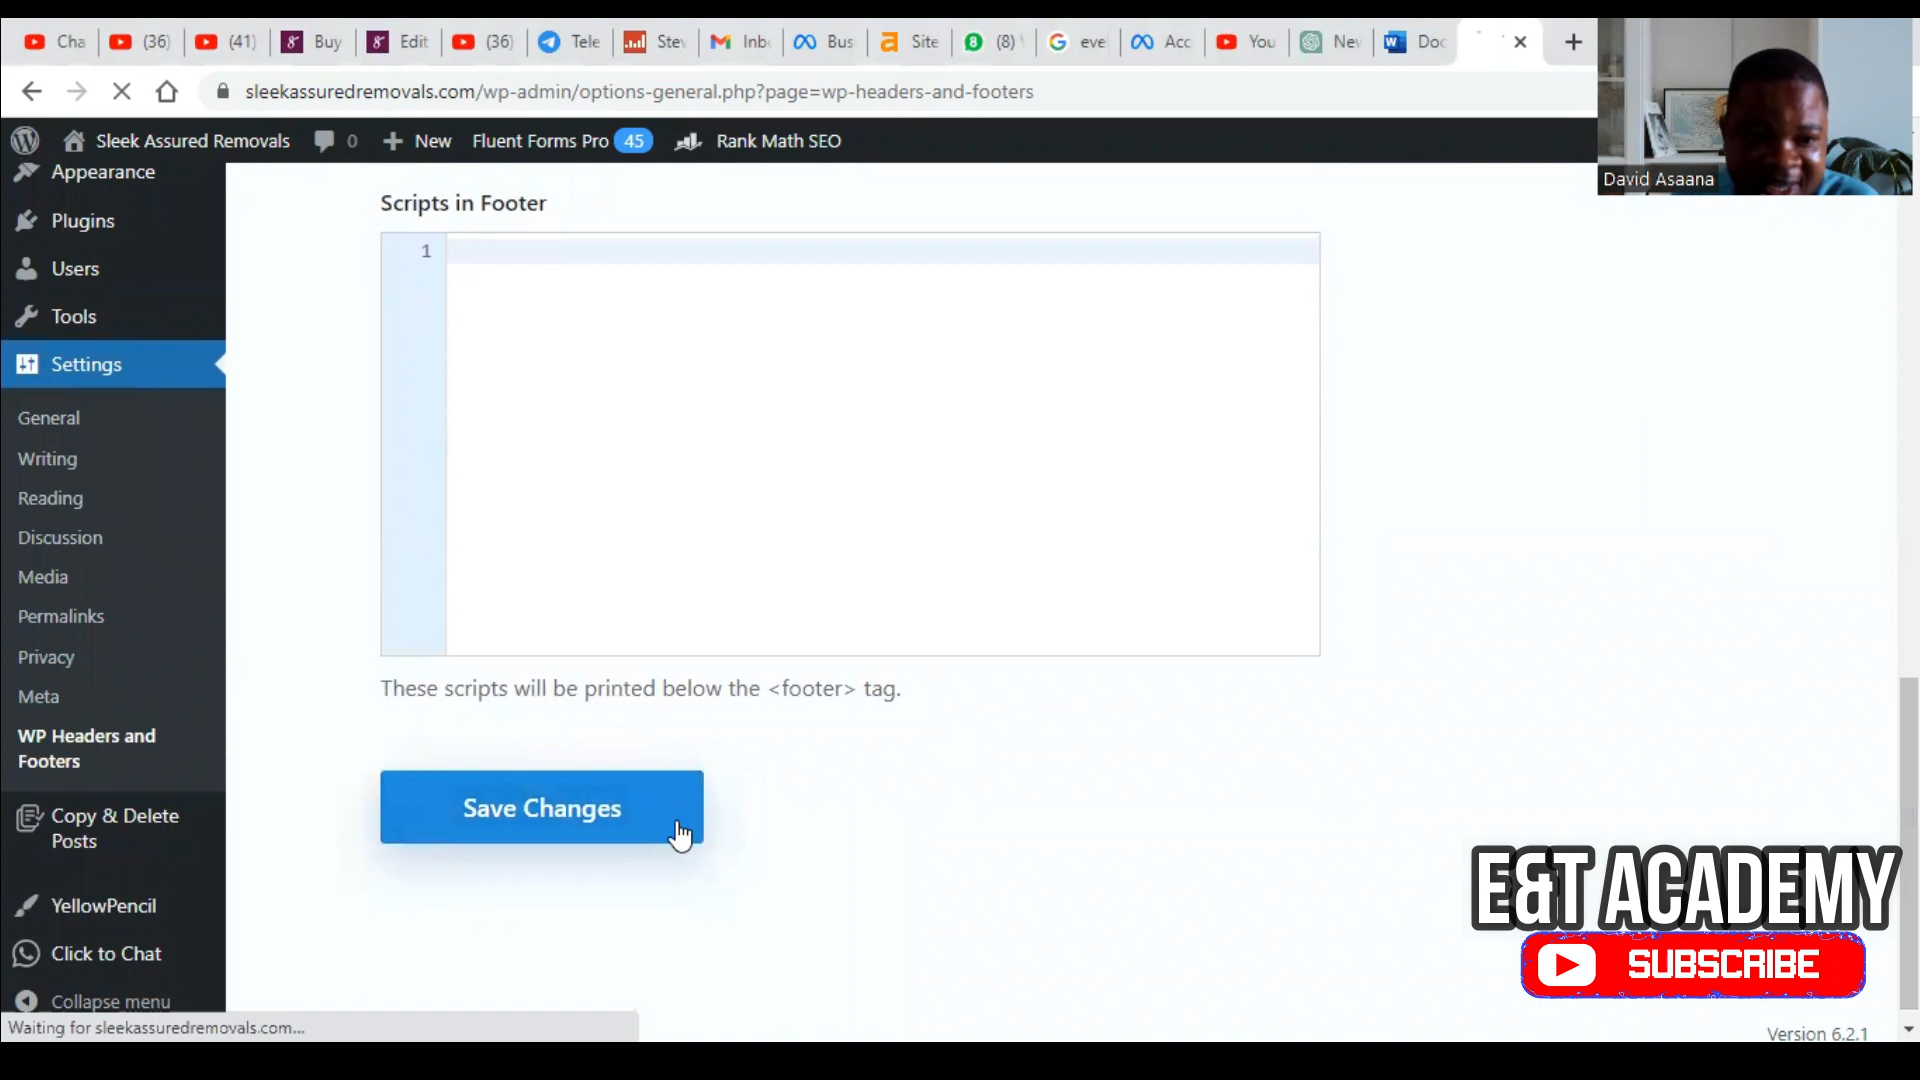 Cha
(36)
(41)
Buy
Edit
(36)
Tele
Stev
Inb
Bus
Site
(8)
eve
Acc
You
Nev
Doc
sleekassuredremovals.com/wp-admin/options-general.php?page=wp-headers-and-footers
Sleek Assured Removals
0
New
Fluent Forms Pro 45
Rank Math SEO
David Asaana
Appearance
Plugins
Users
Tools
Settings
General
Writing
Reading
Discussion
Media
Permalinks
Privacy
Meta
WP Headers and
Footers
Copy & Delete
Posts
YellowPencil
Click to Chat
Collapse menu
Scripts in Footer
1
These scripts will be printed below the <footer> tag.
Save Changes
E&T ACADEMY
SUBSCRIBE
Waiting for sleekassuredremovals.com...
Version 6.2.1